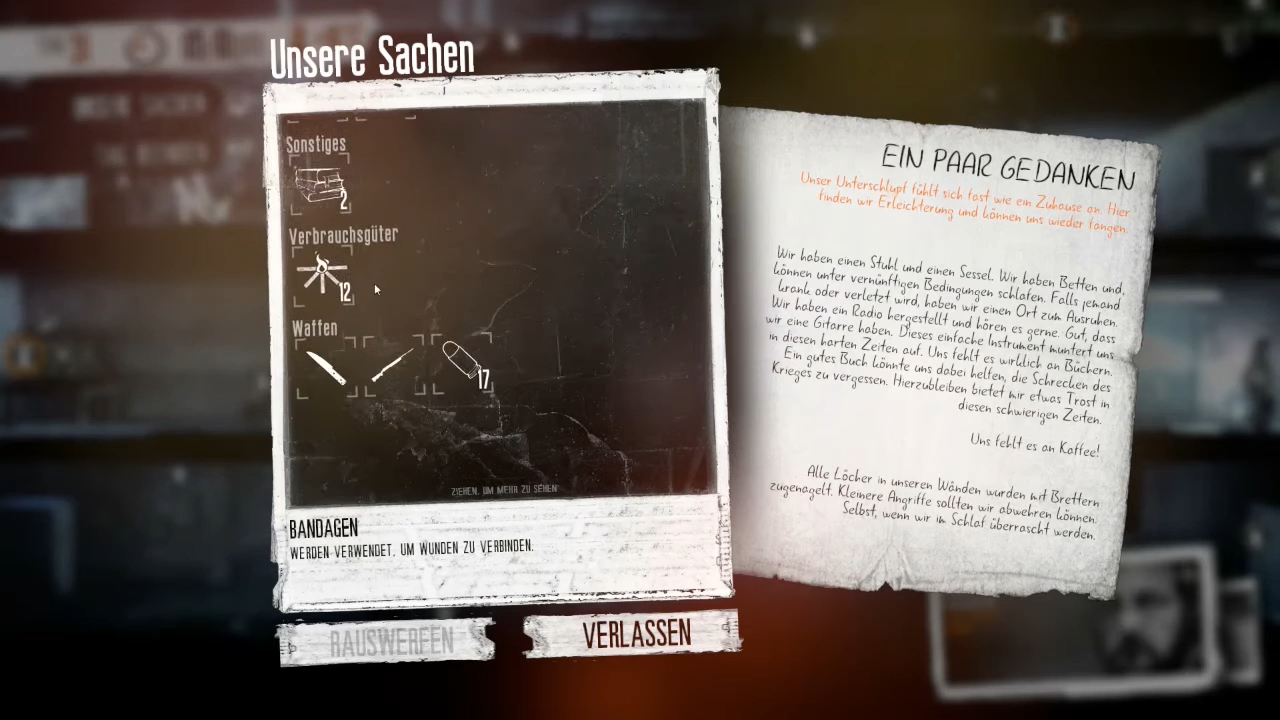 Unsere Sachen
Sonstiges
2
Verbrauchsgüter
12
Waffen
17
ZIEHEN, UM MEHR ZU SEHEN
BANDAGEN
WERDEN VERWENDET, UM WUNDEN ZU VERBINDEN.
RAUSWERFEN
VERLASSEN
EIN PAAR GEDANKEN
Unser Unterschlupf fühlt sich fast wie ein Zuhause an. Hier
finden wir Erleichterung und können uns wieder fangen.
Wir haben einen Stuhl und einen Sessel. Wir haben Betten und,
können unter vernünftigen Bedingungen schlafen. Falls jemand
krank oder verletzt wird, haben wir einen Ort zum Ausruhen.
Wir haben ein Radio hergestellt und hören es gerne. Gut, dass
wir eine Gitarre haben. Dieses einfache Instrument muntert uns
in diesen harten Zeiten auf. Uns fehlt es wirklich an Büchern.
Ein gutes Buch könnte uns dabei helfen, die Schrecken des
Krieges zu vergessen. Hierzubleiben bietet mir etwas Trost in
diesen schwierigen Zeiten.
Uns fehlt es an Kaffee!
Alle Löcher in unseren Wänden wurden mit Brettern
zugenagelt. Kleinere Angriffe sollten wir abwehren können.
Selbst, wenn wir im Schlaf überrascht werden.